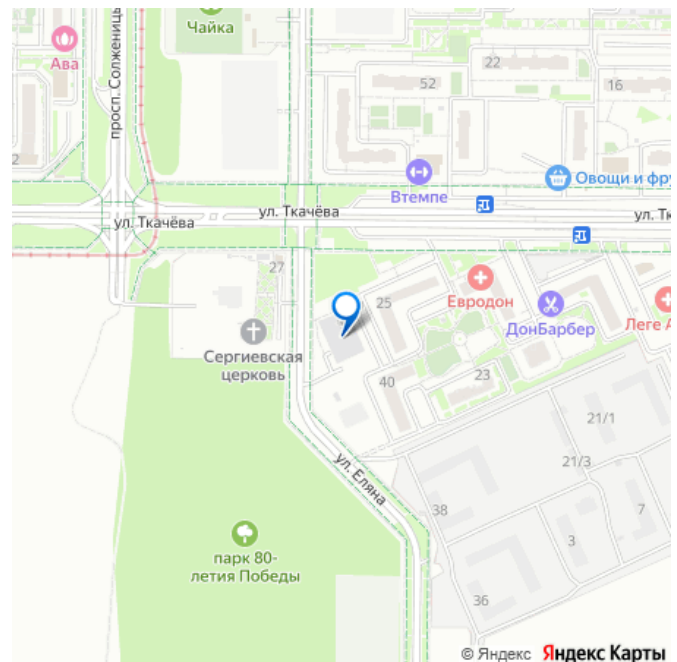 Чайка
Ава
просп. Солженицы
52
22
16
2
Втемпе
Овощи и фру
ул. Ткачёва
ул. Ткачёва
ул. Тк
27
25
Евродон
ДонБарбер
Леге А
Сергиевская
церковь
40
23
21/1
21/3
ул. Еляна
38
7
3
парк 80-
летия Победы
36
© Яндекс Яндекс Карты